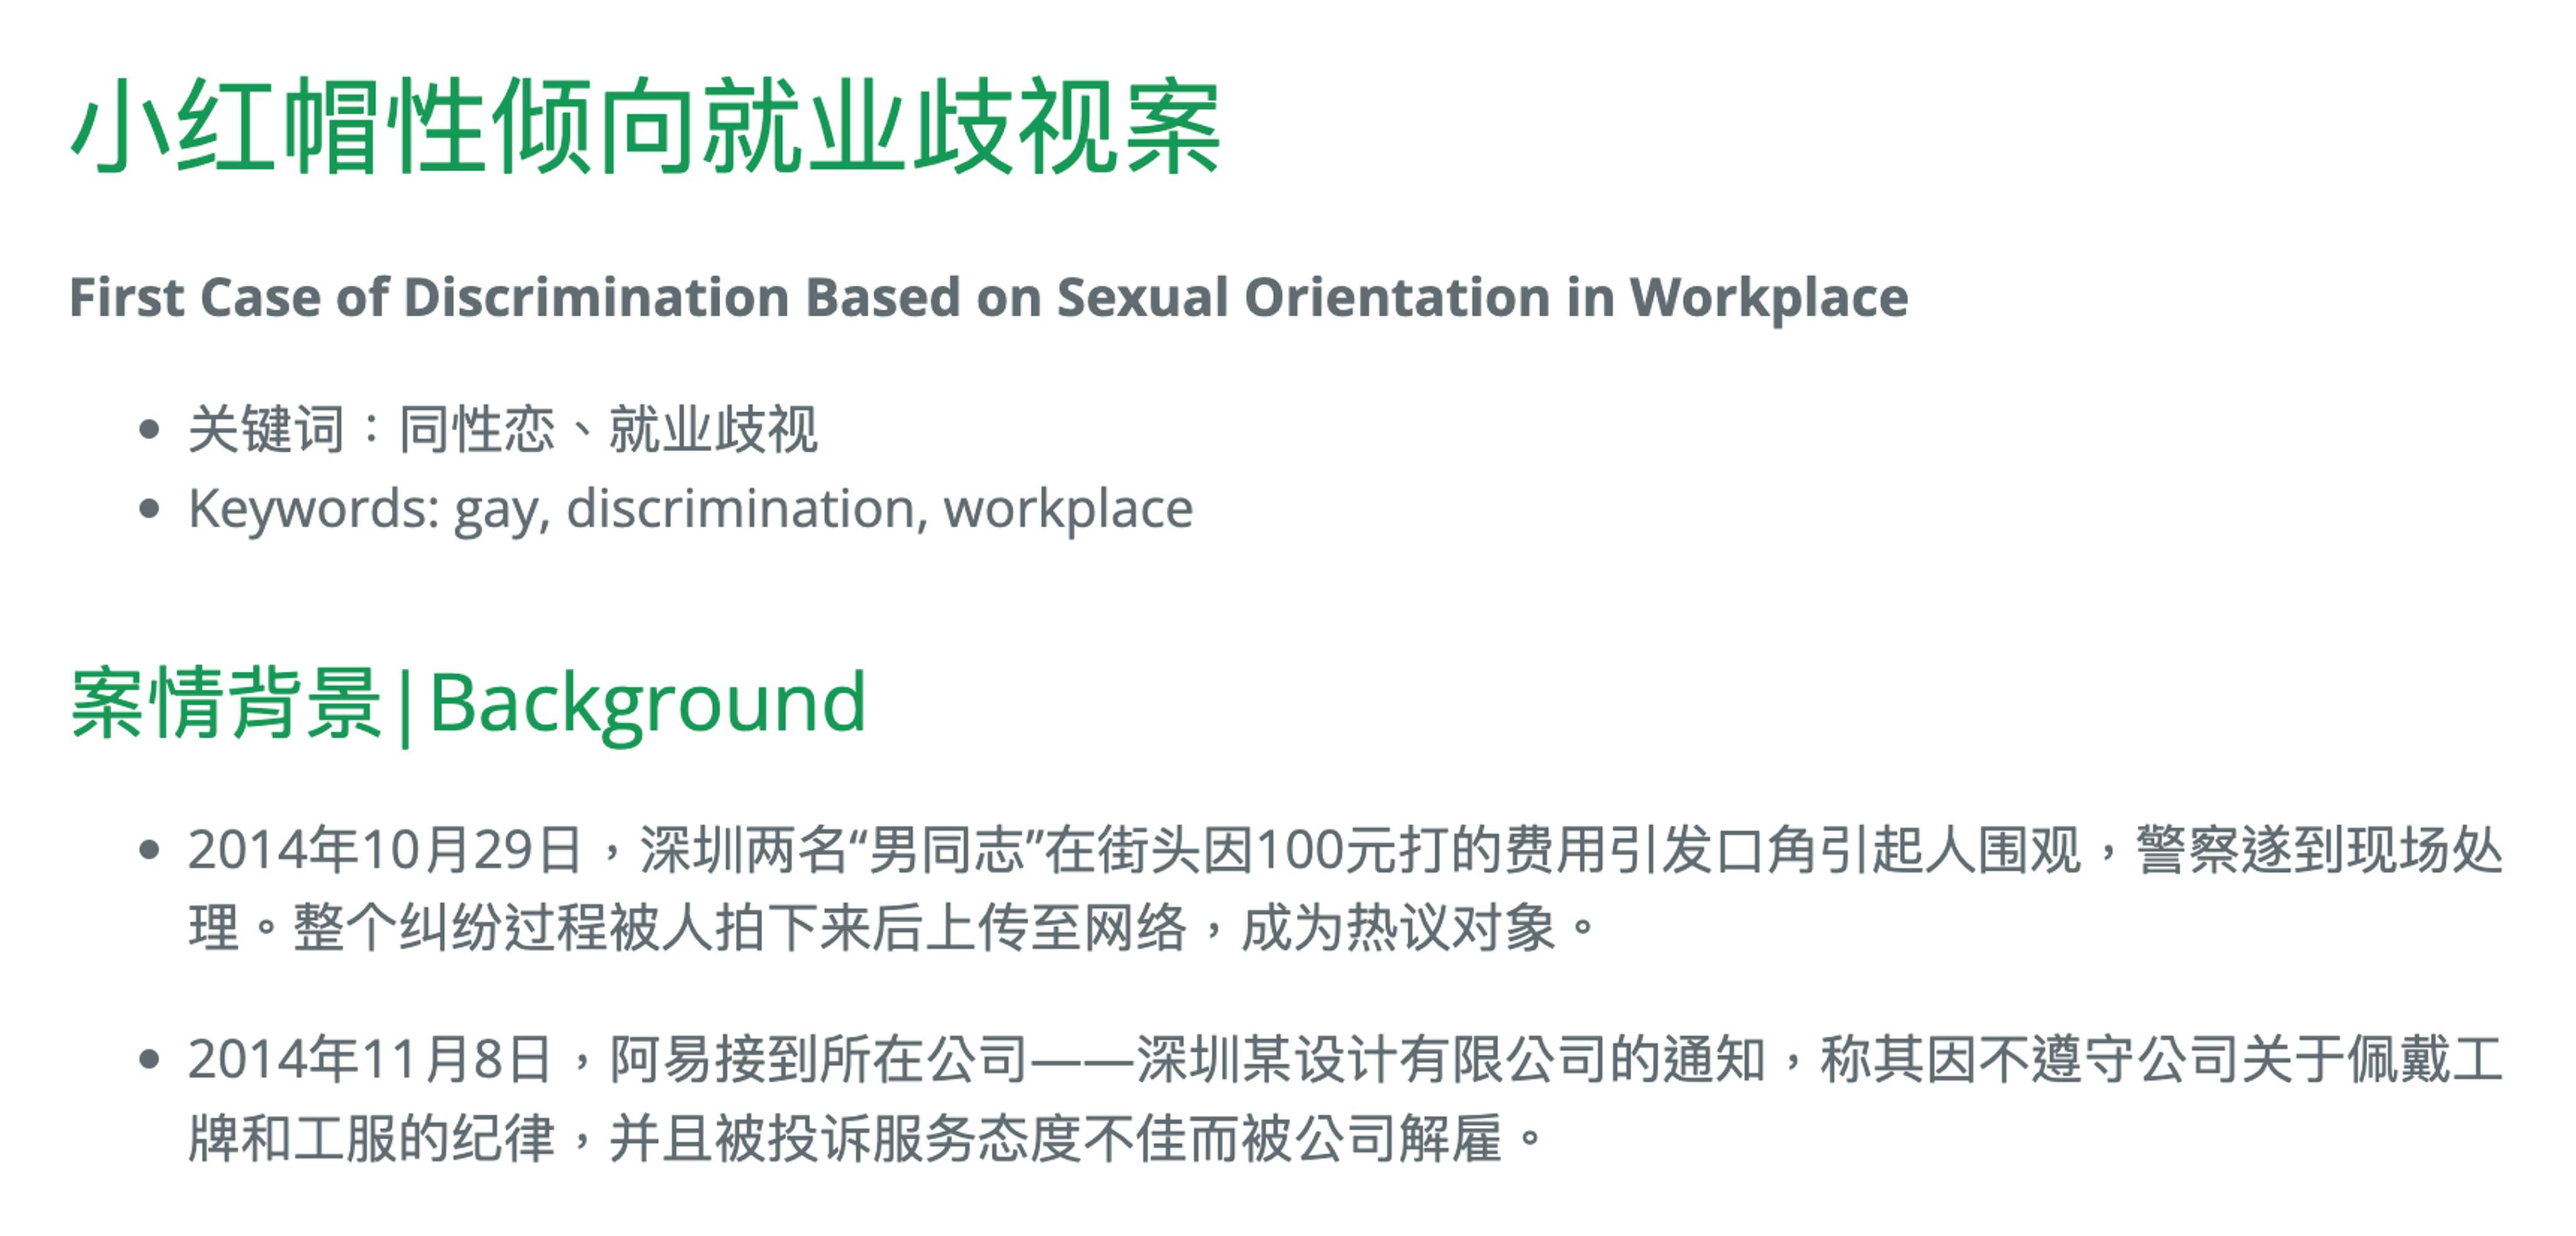 小红帽性倾向就业歧视案
First Case of Discrimination Based on Sexual Orientation in Workplace
关键词：同性恋、就业歧视
Keywords: gay, discrimination, workplace
案情背景|Background
2014年10月29日，深圳两名“男同志”在街头因100元打的费用引发口角引起人围观，警察遂到现场处
理。整个纠纷过程被人拍下来后上传至网络，成为热议对象。
2014年11月8日，阿易接到所在公司——深圳某设计有限公司的通知，称其因不遵守公司关于佩戴工
牌和工服的纪律，并且被投诉服务态度不佳而被公司解雇。